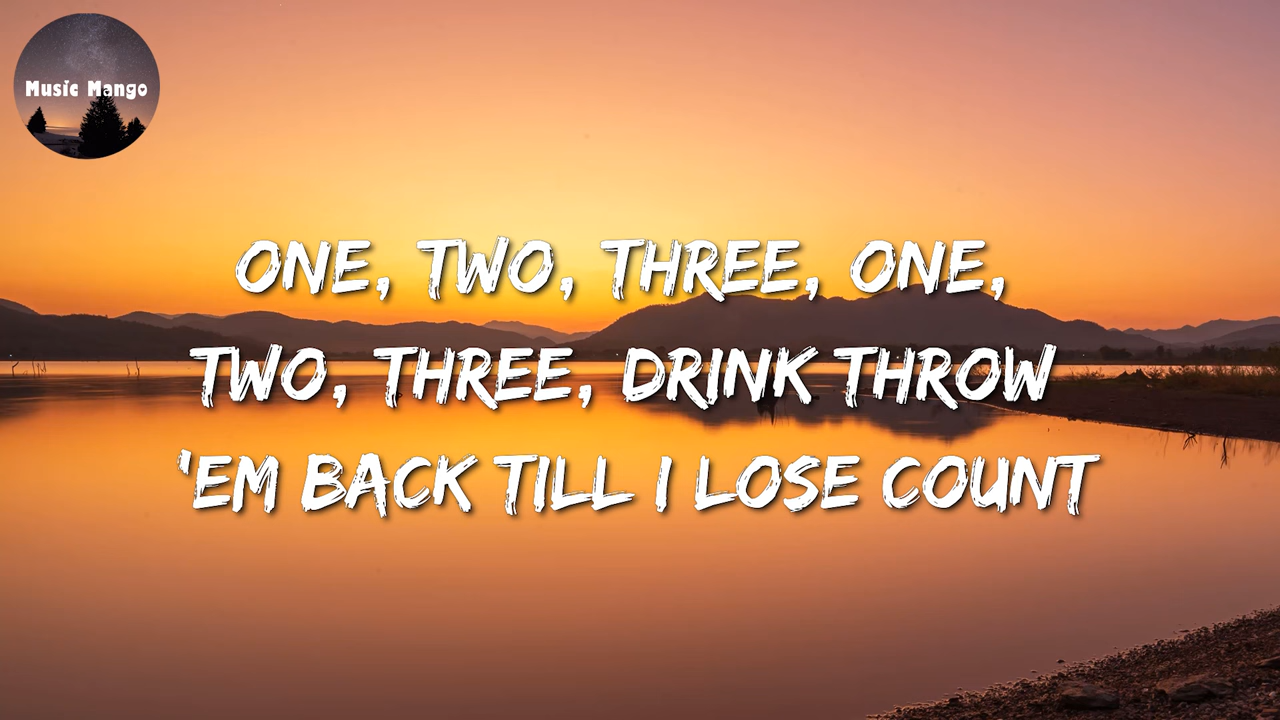 Music Mango
ONE, TWO, THREE, ONE,
TWO, THREE, DRINK THROW
'EM BACK TILL I LOSE COUNT